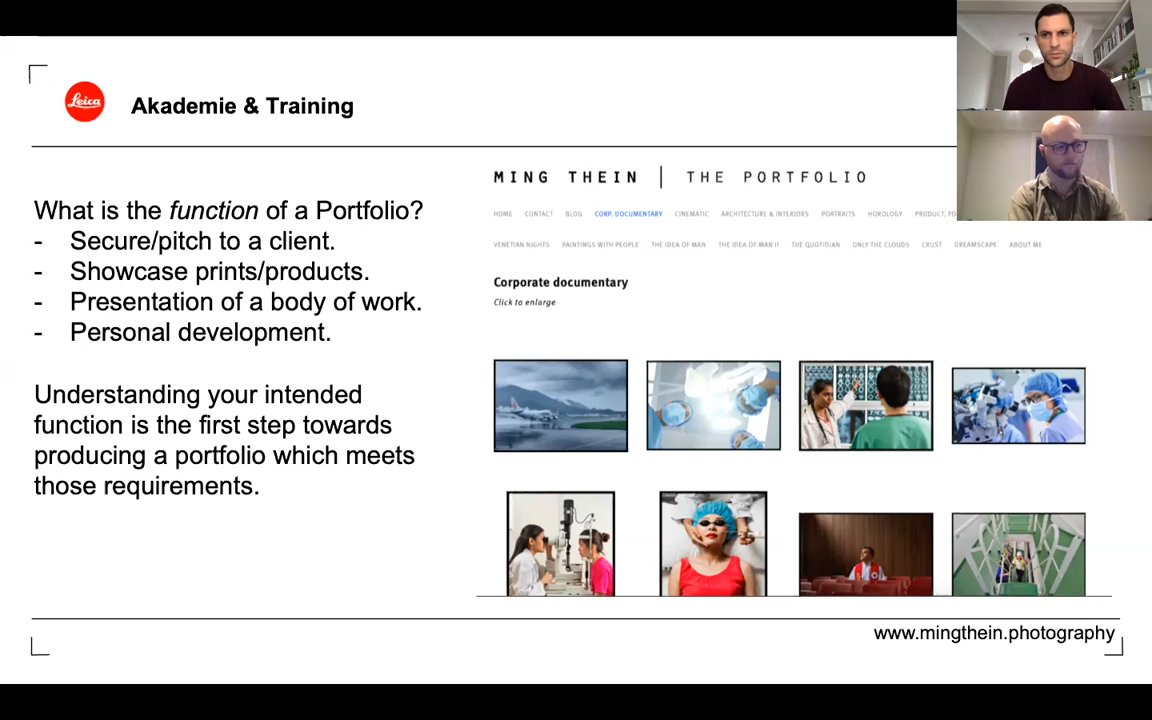 Leica
Akademie & Training
What is the function of a Portfolio?
- Secure/pitch to a client.
- Showcase prints/products.
- Presentation of a body of work.
- Personal development.
Understanding your intended
function is the first step towards
producing a portfolio which meets
those requirements.
MING THEIN | THE PORTFOLIO
HOME CONTACT BLOG CORP. DOCUMENTARY CINEMATIC ARCHITECTURE & INTERIORS PORTRAITS HOROLOGY PRODUCT, FO
VENETIAN NIGHTS PAINTINGS WITH PEOPLE THE IDEA OF MAN THE IDEA OF MAN II THE QUOTIDIAN ONLY THE CLOUDS CRUST DREAMSCAPE ABOUT ME
Corporate documentary
Click to enlarge
www.mingthein.photography